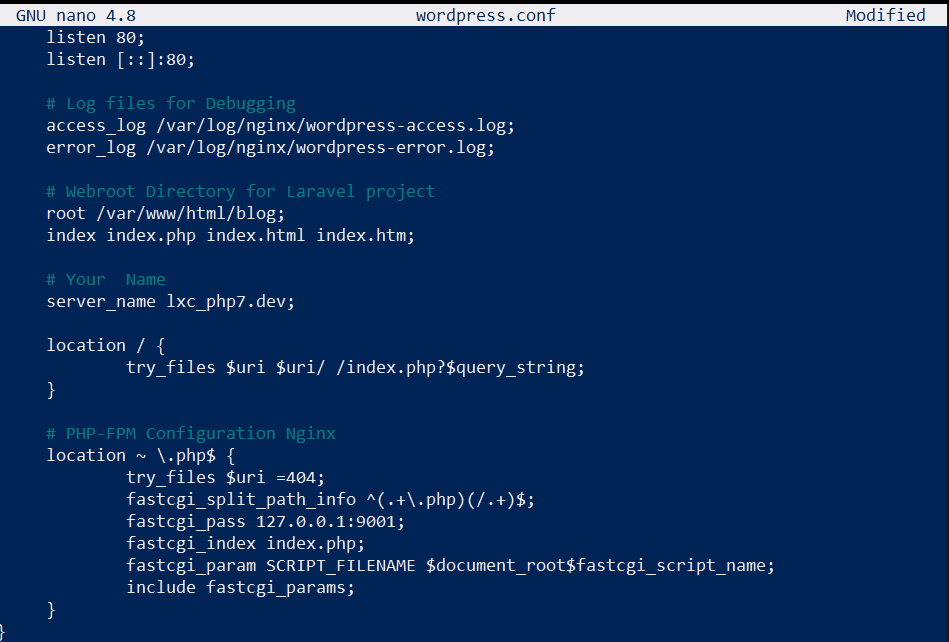 GNU nano 4.8 wordpress.conf Modified
listen 80;
listen [::]:80;
# Log files for Debugging
access_log /var/log/nginx/wordpress-access.log;
error_log /var/log/nginx/wordpress-error.log;
# Webroot Directory for Laravel project
root /var/www/html/blog;
index index.php index.html index.htm;
# Your  Name
server_name lxc_php7.dev;
location / {
try_files $uri $uri/ /index.php?$query_string;
}
# PHP-FPM Configuration Nginx
location ~ \.php$ {
try_files $uri =404;
fastcgi_split_path_info ^(.+\.php)(/.+)$;
fastcgi_pass 127.0.0.1:9001;
fastcgi_index index.php;
fastcgi_param SCRIPT_FILENAME $document_root$fastcgi_script_name;
include fastcgi_params;
}
}